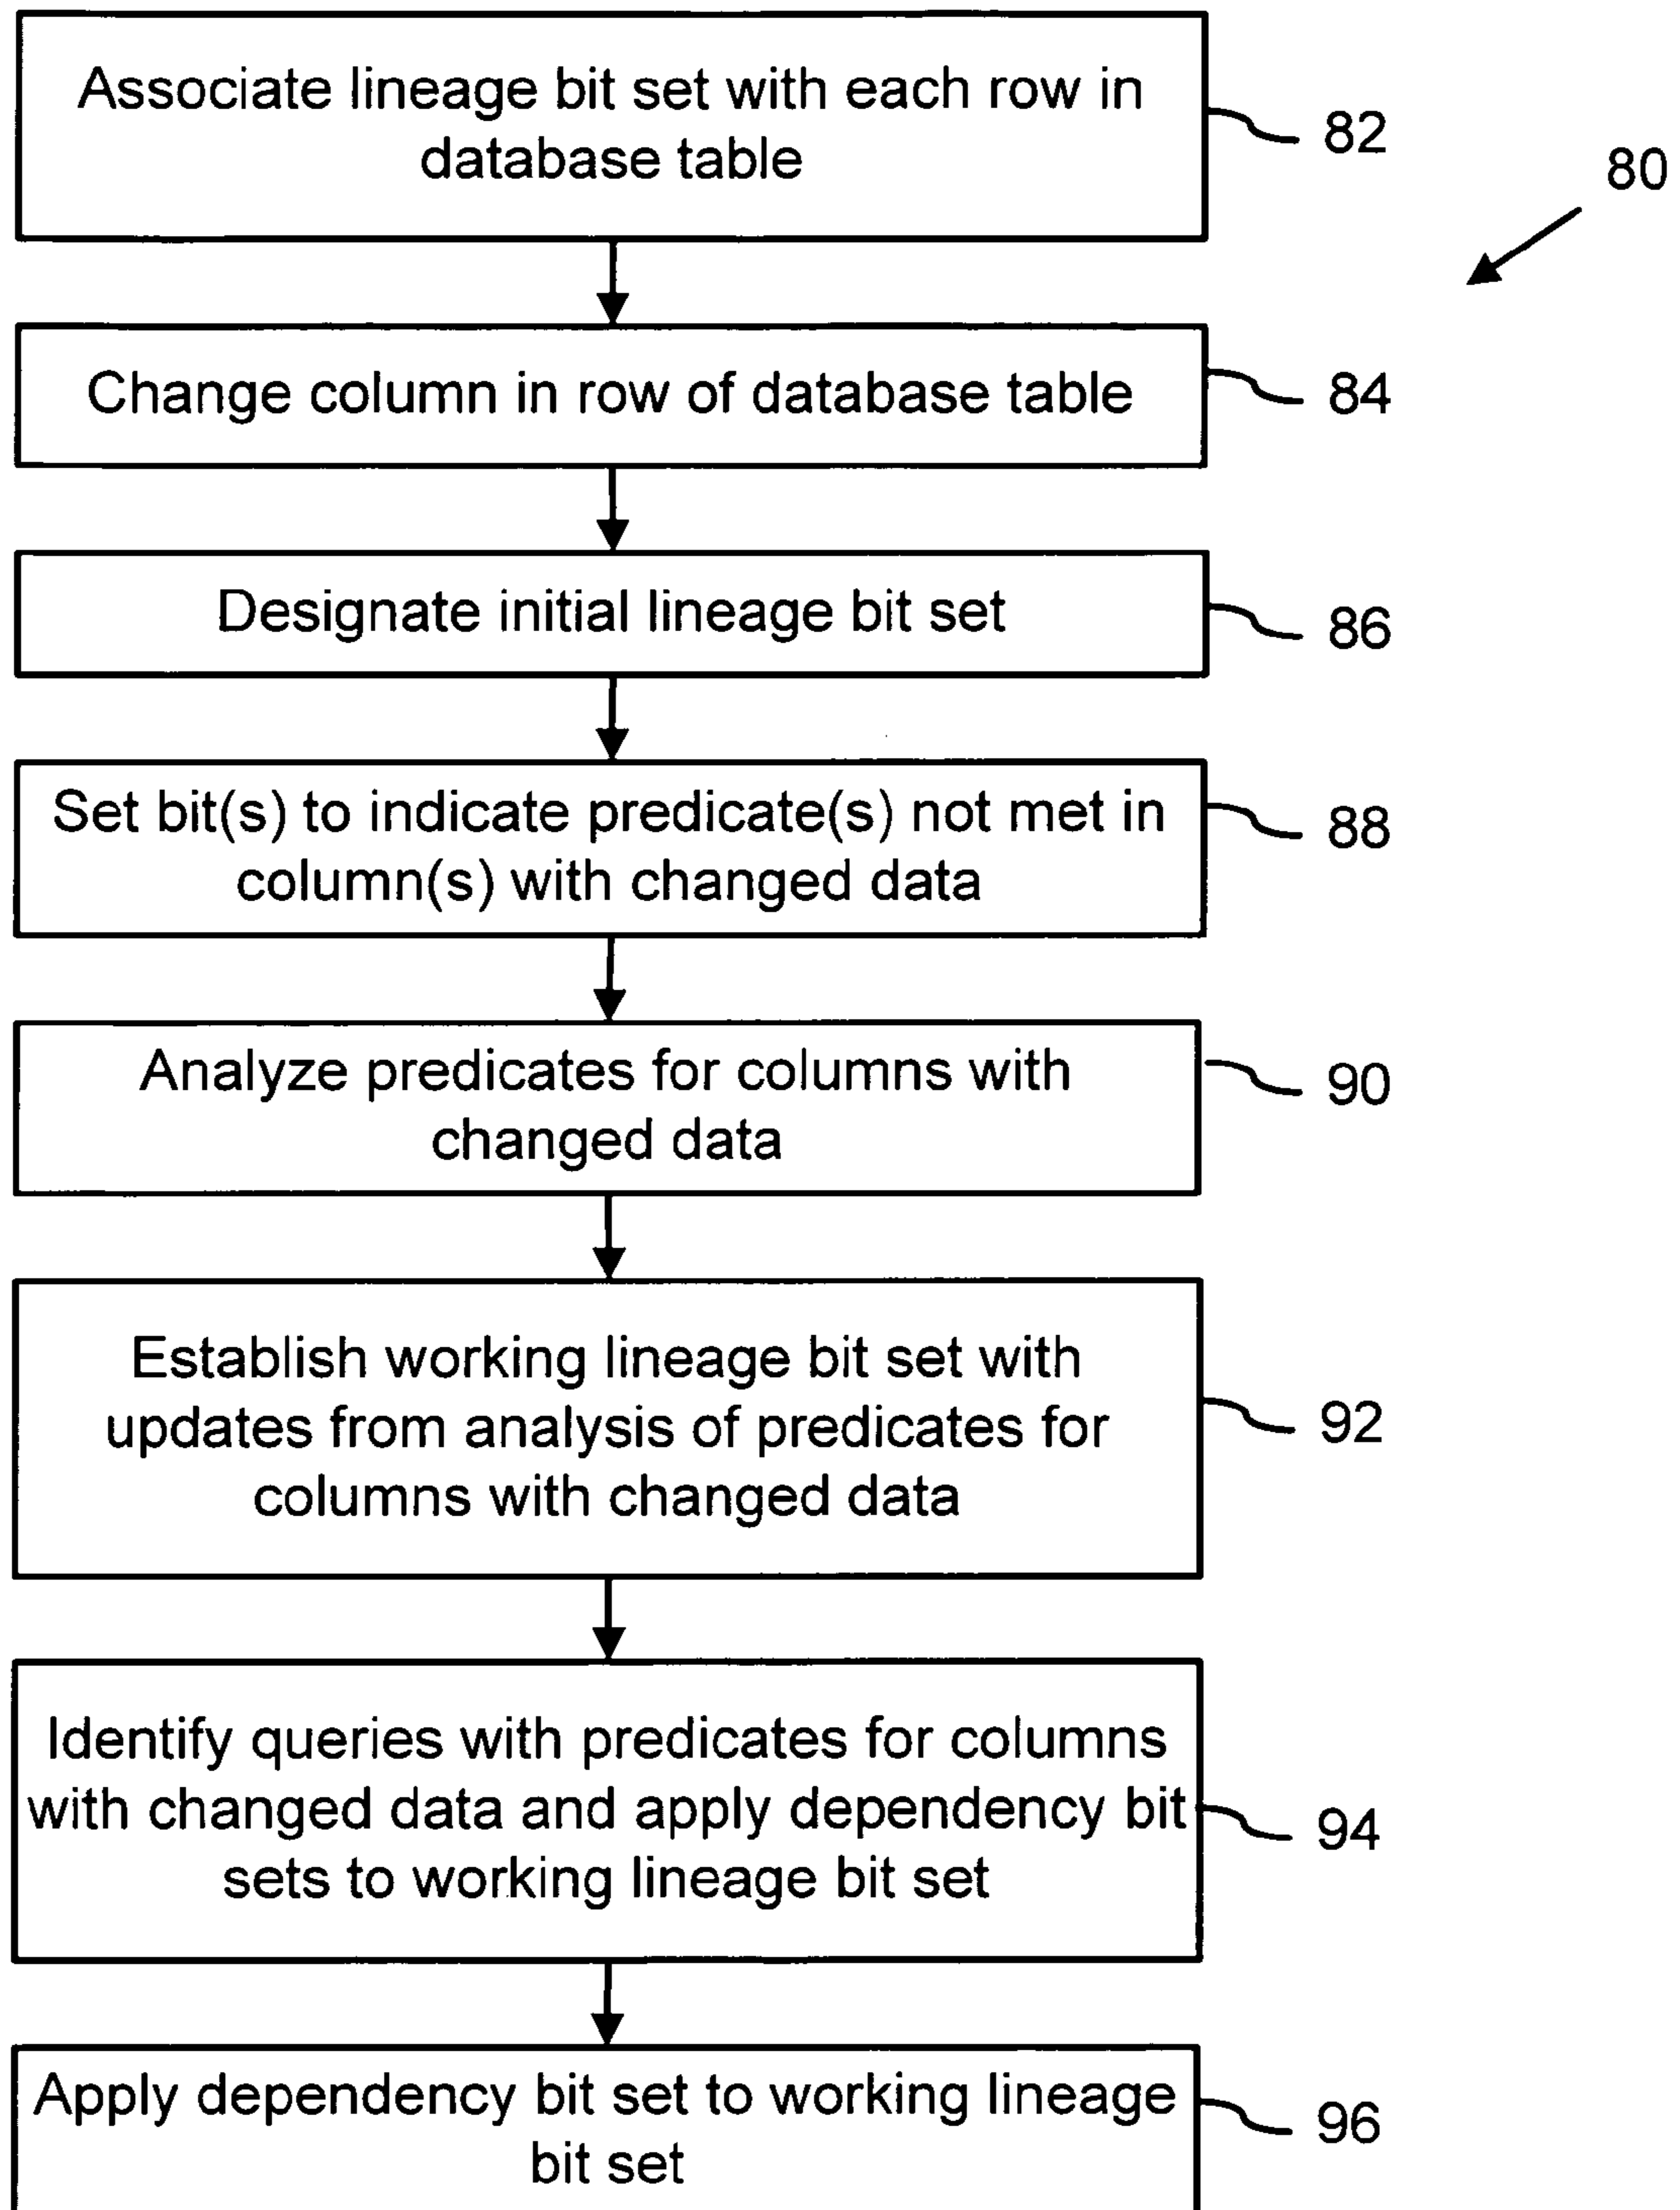 Associate lineage bit set with each row in
database table
82
80
Change column in row of database table
84
Designate initial lineage bit set
86
Set bit(s) to indicate predicate(s) not met in
column(s) with changed data
88
Analyze predicates for columns with
changed data
90
Establish working lineage bit set with
updates from analysis of predicates for
columns with changed data
92
Identify queries with predicates for columns
with changed data and apply dependency bit
sets to working lineage bit set
94
Apply dependency bit set to working lineage
bit set
96